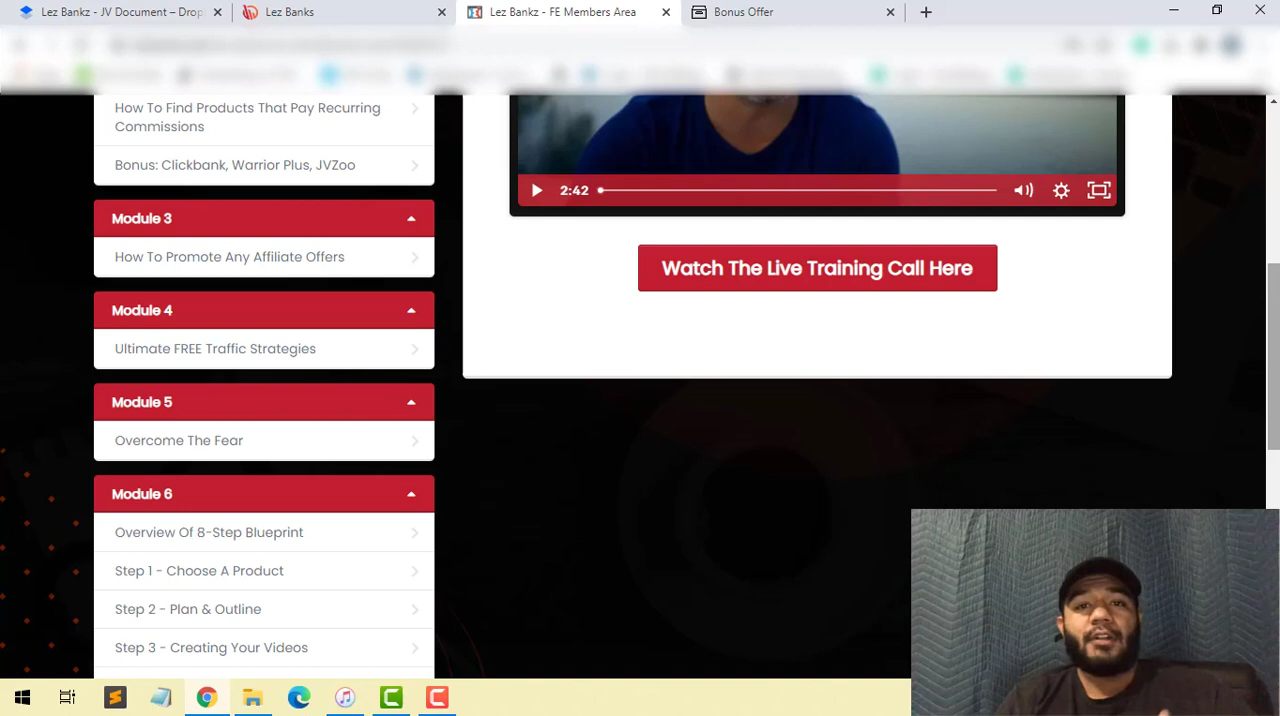 Lez Bankz - JV Document – Drop
Lez Banks
Lez Bankz - FE Members Area
Bonus Offer
How To Find Products That Pay Recurring
Commissions
Bonus: Clickbank, Warrior Plus, JVZoo
Module 3
How To Promote Any Affiliate Offers
Module 4
Ultimate FREE Traffic Strategies
Module 5
Overcome The Fear
Module 6
Overview Of 8-Step Blueprint
Step 1 - Choose A Product
Step 2 - Plan & Outline
Step 3 - Creating Your Videos
2:42
Watch The Live Training Call Here